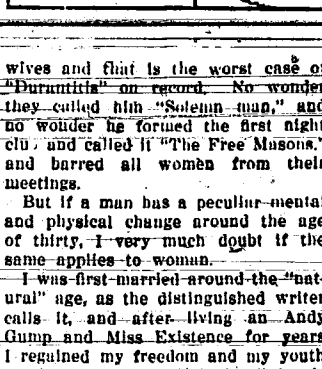 wives and that is the worst case of
"Durantitis" on record. No wonder
they called him "Solemn man," and
no wonder he formed the first night
clu and called it "The Free Masons,"
and barred all women from their
meetings.
But if a man has a peculiar mental
and physical change around the age
of thirty, I very much doubt if the
same applies to woman.
I was first married around the "nat-
ural" age, as the distinguished writer
calls it, and after living an Andy
Gump and Miss Existence for years
I regained my freedom and my youth